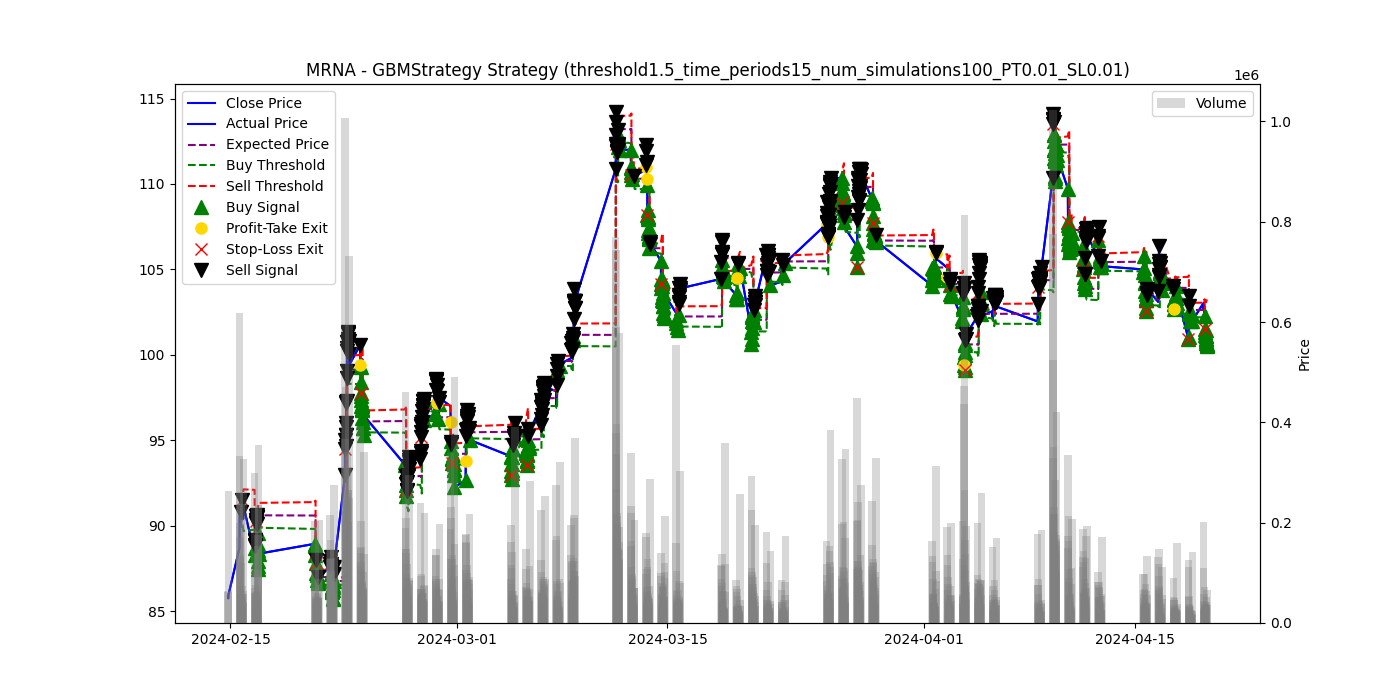 MRNA - GBMStrategy Strategy (threshold1.5_time_periods15_num_simulations100_PT0.01_SL0.01)
1e6
115
110
105
100
95
90
85
Close Price
Actual Price
Expected Price
Buy Threshold
Sell Threshold
Buy Signal
Profit-Take Exit
Stop-Loss Exit
Sell Signal
Volume
1.0
0.8
0.6
0.4
0.2
0.0
Price
2024-02-15
2024-03-01
2024-03-15
2024-04-01
2024-04-15